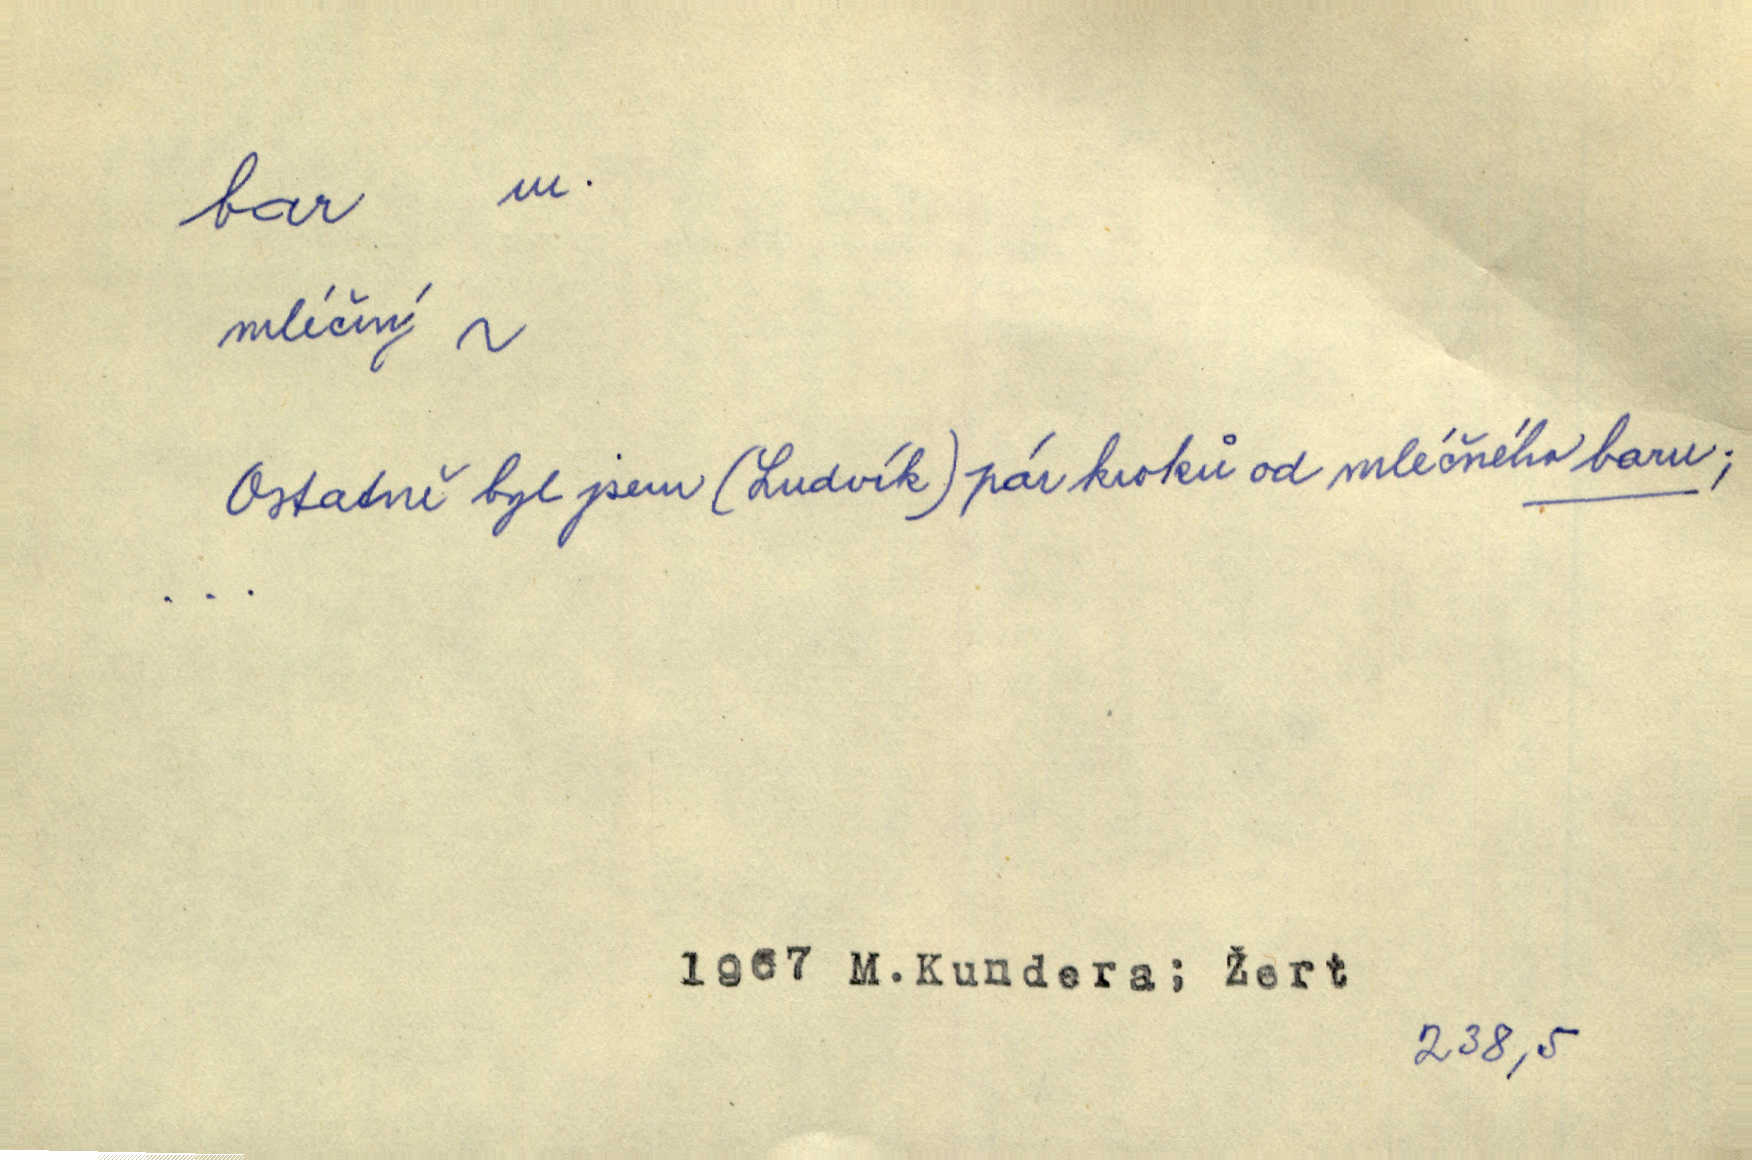 bar m.
mléčný ~
Ostatně byl jsem (Ludvík) pár kroků od mléčného baru;
...
1967 M.Kundera; Žert
238,5